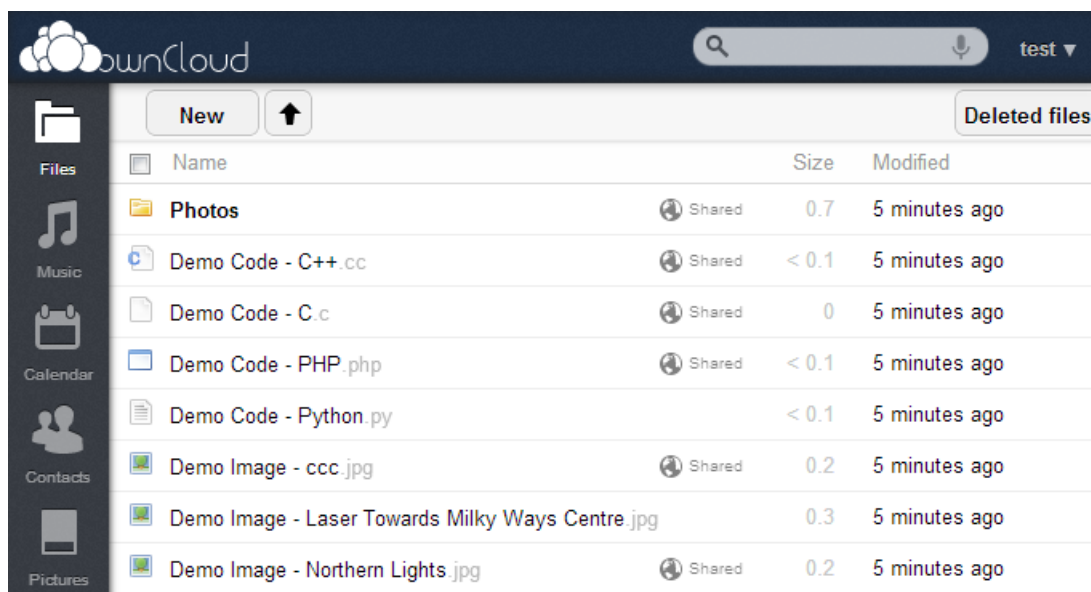 ownCloud
test ▼
New
Deleted files
Name Size Modified
Photos Shared 0.7 5 minutes ago
Demo Code - C++.cc Shared < 0.1 5 minutes ago
Demo Code - C.c Shared 0 5 minutes ago
Demo Code - PHP.php Shared < 0.1 5 minutes ago
Demo Code - Python.py < 0.1 5 minutes ago
Demo Image - ccc.jpg Shared 0.2 5 minutes ago
Demo Image - Laser Towards Milky Ways Centre.jpg 0.3 5 minutes ago
Demo Image - Northern Lights.jpg Shared 0.2 5 minutes ago
Files
Music
Calendar
Contacts
Pictures